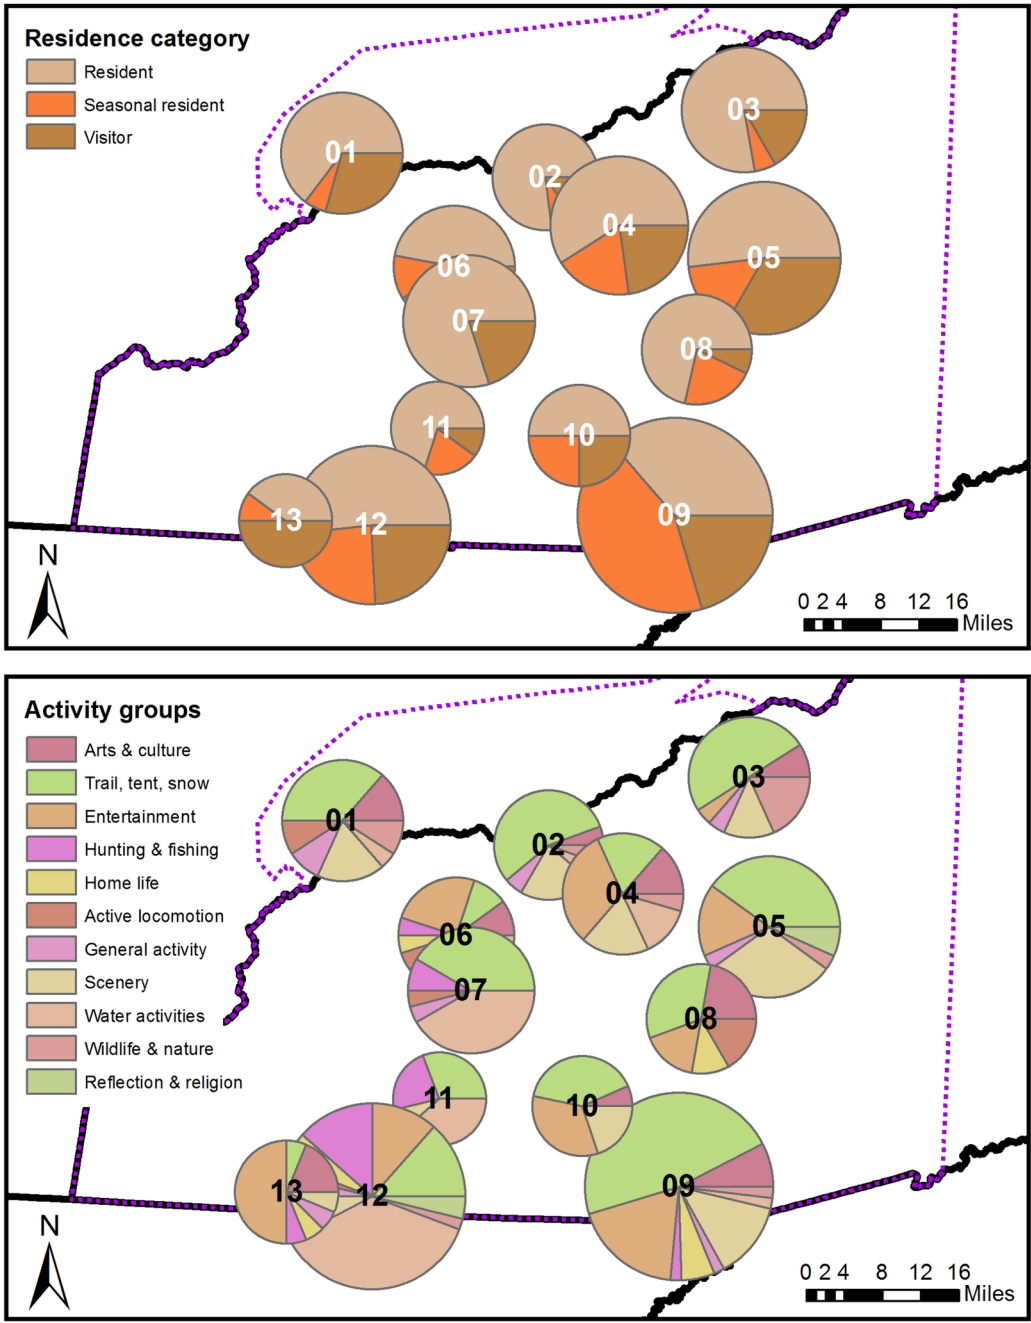 Residence category
Resident
Seasonal resident
Visitor
01
02
03
04
05
06
07
08
09
10
11
12
13
N
0 2 4 8 12 16
Miles
Activity groups
Arts & culture
Trail, tent, snow
Entertainment
Hunting & fishing
Home life
Active locomotion
General activity
Scenery
Water activities
Wildlife & nature
Reflection & religion
01
02
03
04
05
06
07
08
09
10
11
12
13
N
0 2 4 8 12 16
Miles